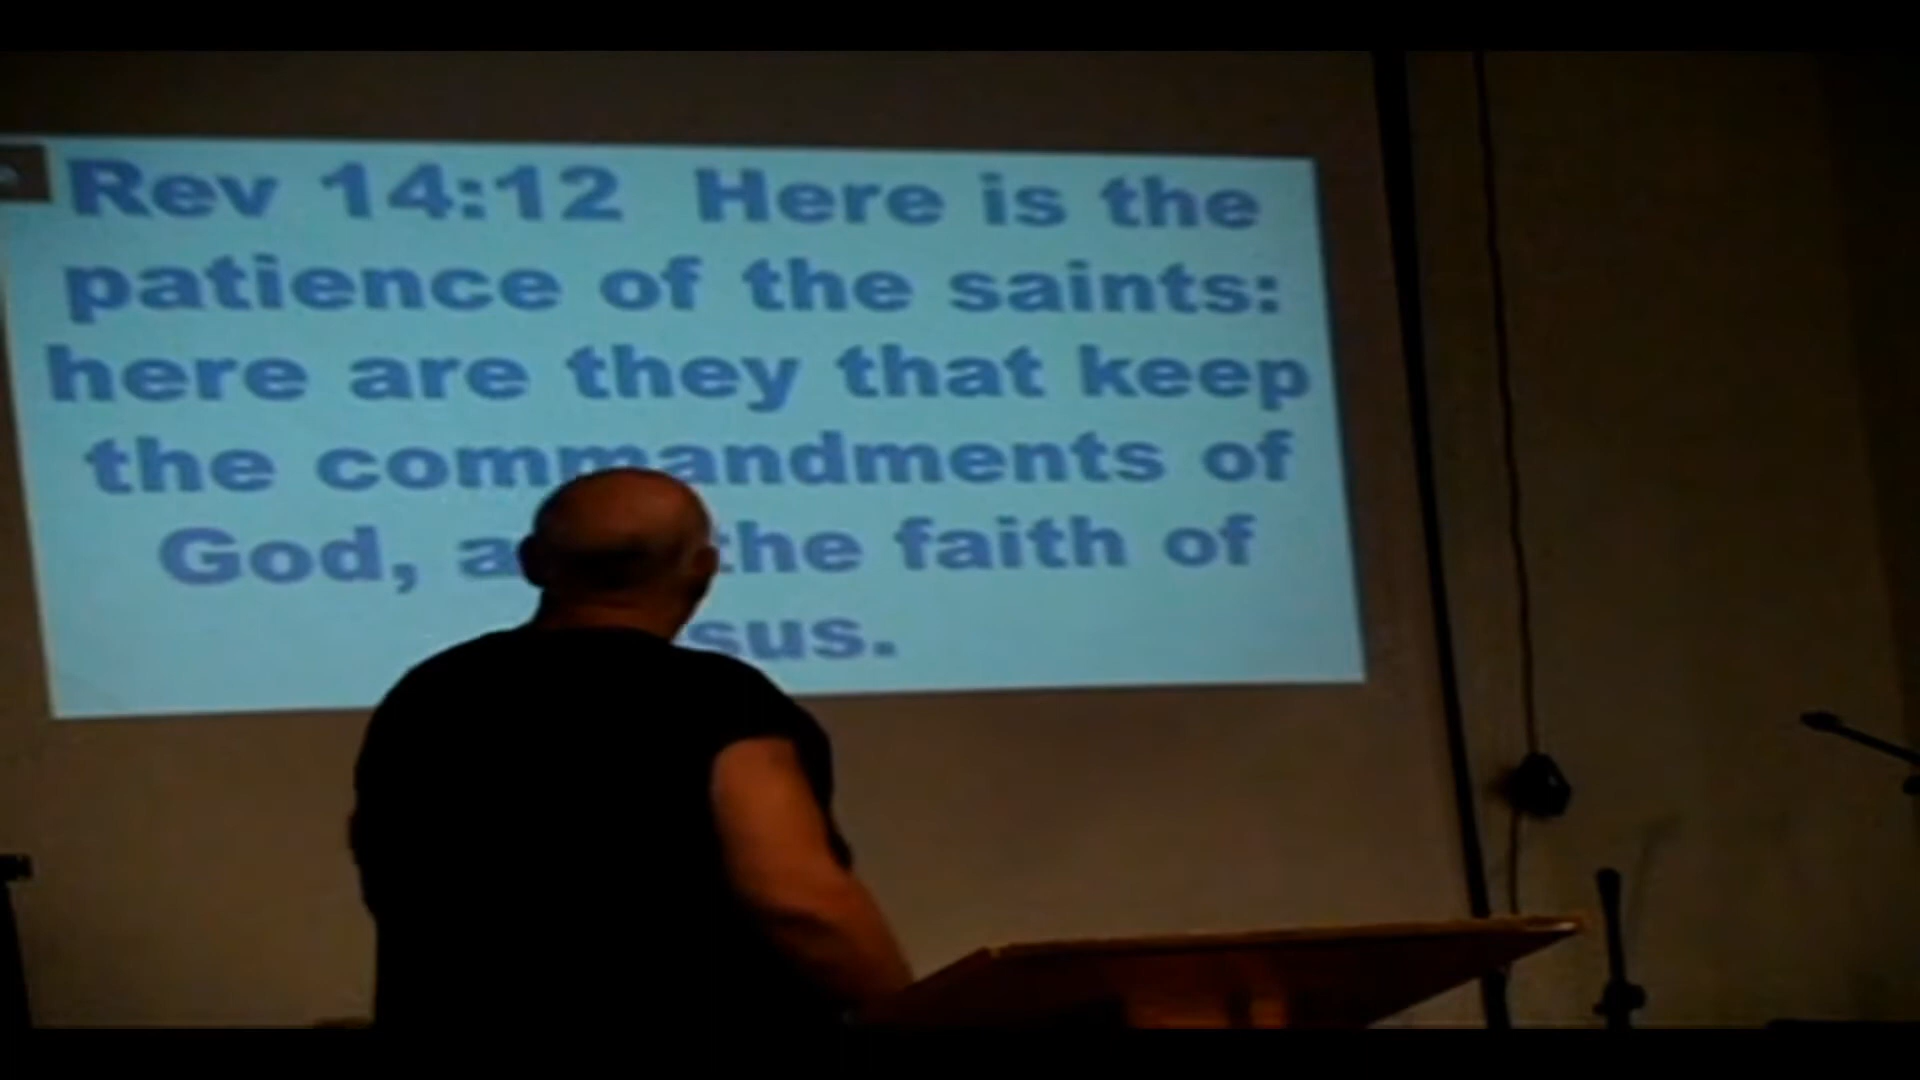 Rev 14:12 Here is the
patience of the saints:
here are they that keep
the commandments of
God, the faith of